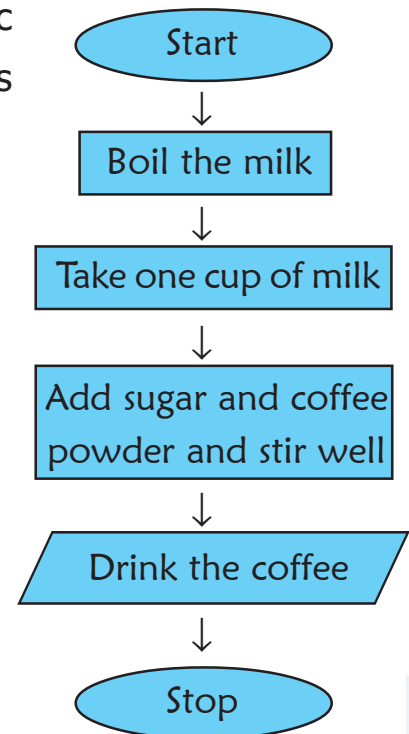 c
s
Start
Boil the milk
Take one cup of milk
Add sugar and coffee
powder and stir well
Drink the coffee
Stop